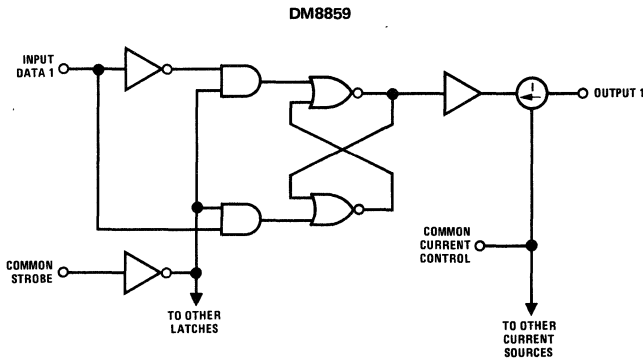 DM8859
INPUT
DATA 1
OUTPUT 1
COMMON
STROBE
COMMON
CURRENT
CONTROL
TO OTHER
LATCHES
TO OTHER
CURRENT
SOURCES